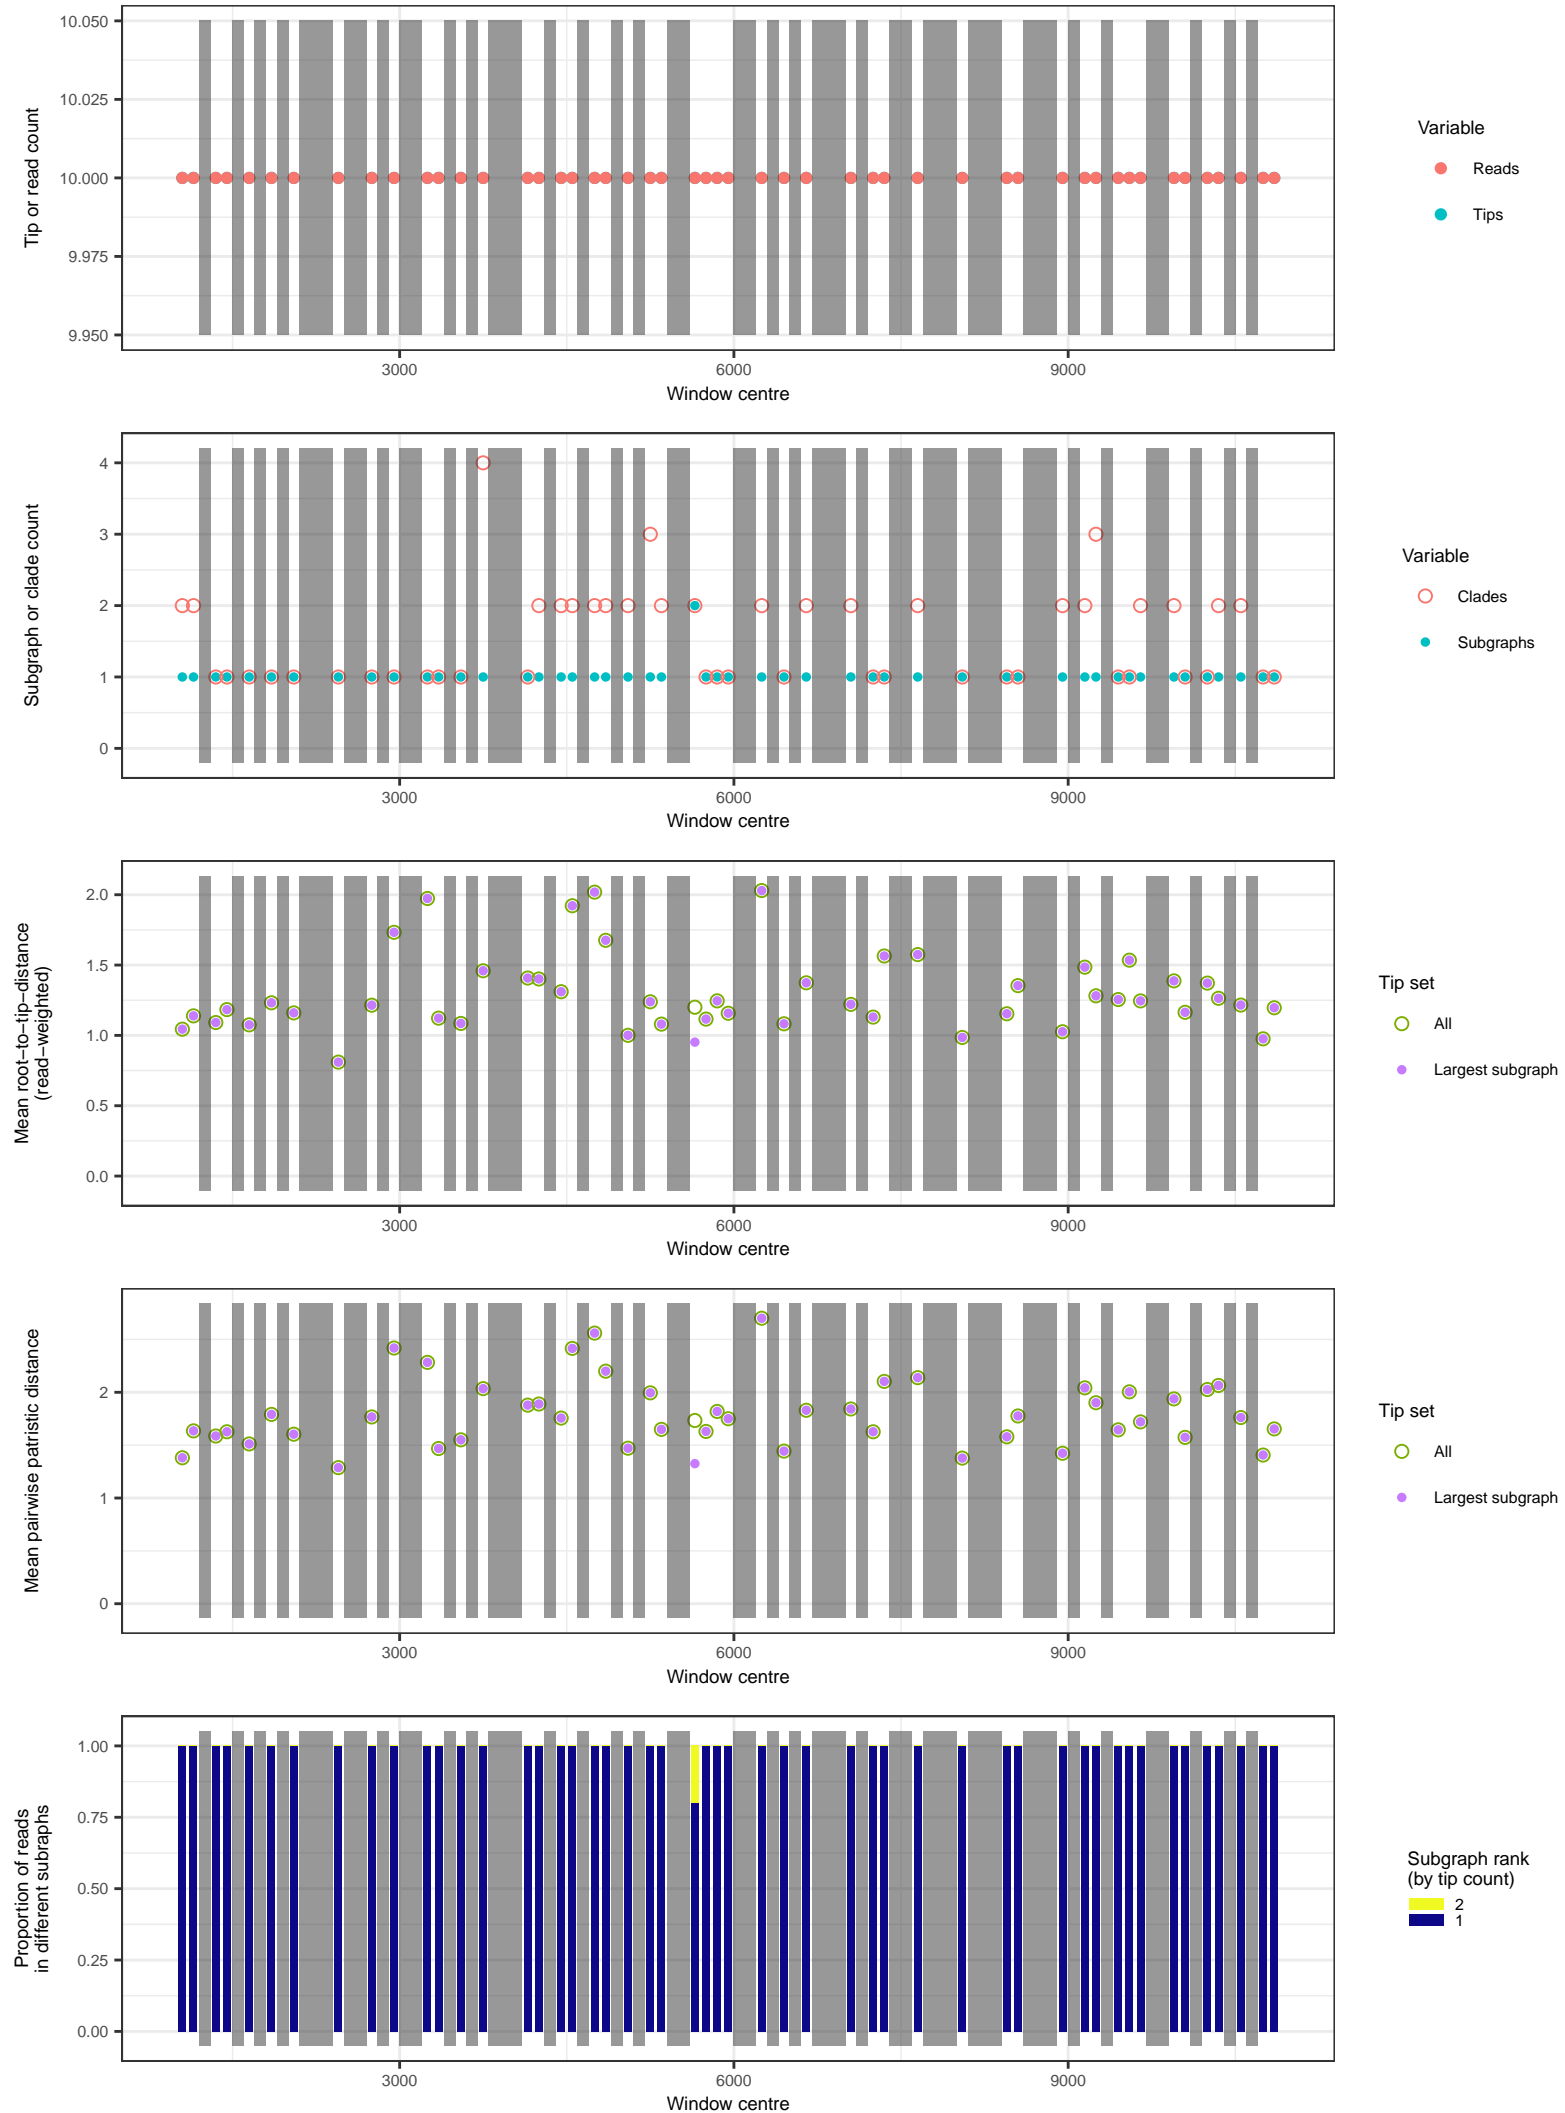 10.050
10.025
10.000
9.975
9.950
Tip or read count
3000
6000
9000
Window centre
Variable
Reads
Tips
4
3
2
1
0
Subgraph or clade count
3000
6000
9000
Window centre
Variable
Clades
Subgraphs
2.0
1.5
1.0
0.5
0.0
Mean root−to−tip−distance
(read−weighted)
3000
6000
9000
Window centre
Tip set
All
Largest subgraph
2
1
0
Mean pairwise patristic distance
3000
6000
9000
Window centre
Tip set
All
Largest subgraph
1.00
0.75
0.50
0.25
0.00
Proportion of reads
in different subraphs
3000
6000
9000
Window centre
Subgraph rank
(by tip count)
2
1